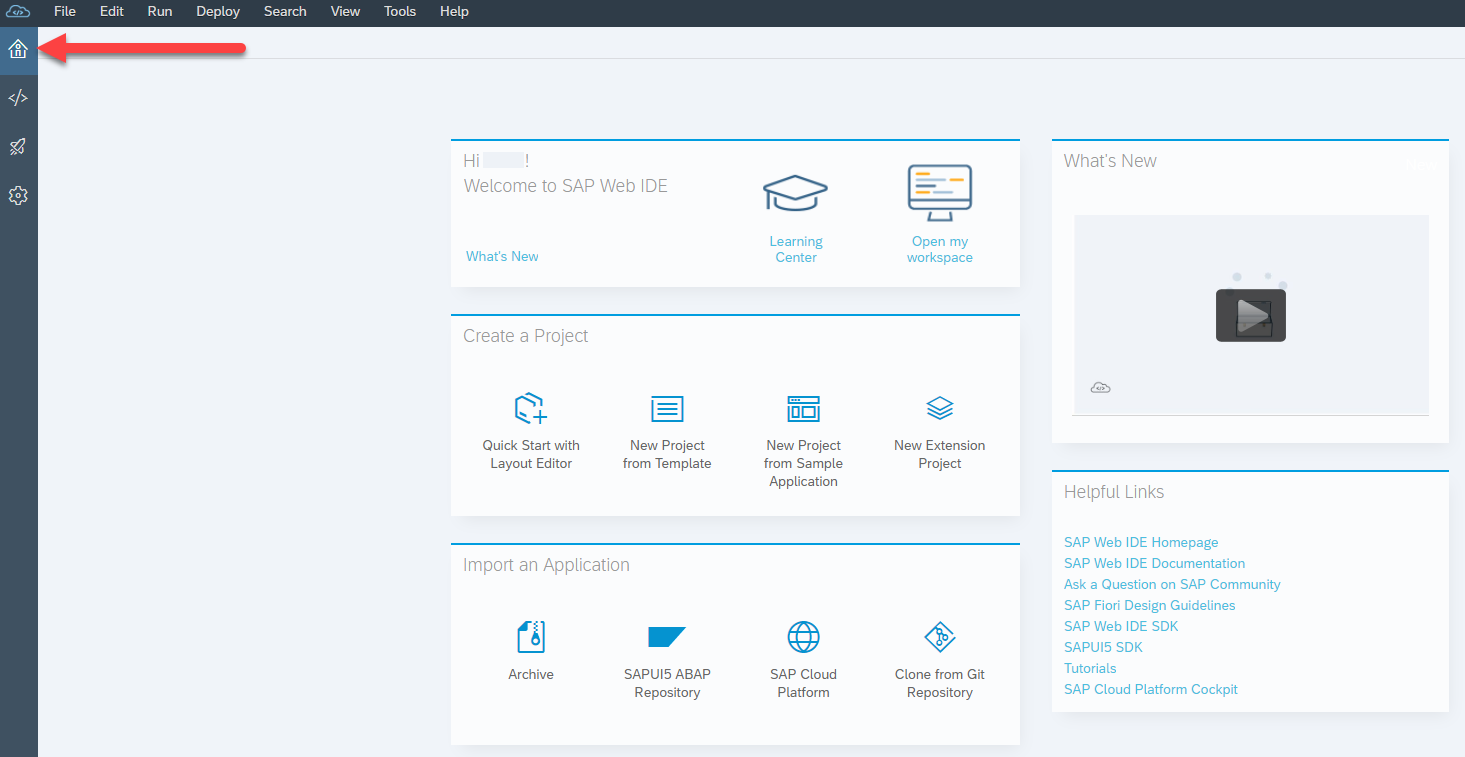 File Edit Run Deploy Search View Tools Help
Hi !
Welcome to SAP Web IDE
What's New
Learning
Center
Open my
workspace
Create a Project
Quick Start with
Layout Editor
New Project
from Template
New Project
from Sample
Application
New Extension
Project
Import an Application
Archive
SAPUI5 ABAP
Repository
SAP Cloud
Platform
Clone from Git
Repository
What's New
Helpful Links
SAP Web IDE Homepage
SAP Web IDE Documentation
Ask a Question on SAP Community
SAP Fiori Design Guidelines
SAP Web IDE SDK
SAPUI5 SDK
Tutorials
SAP Cloud Platform Cockpit